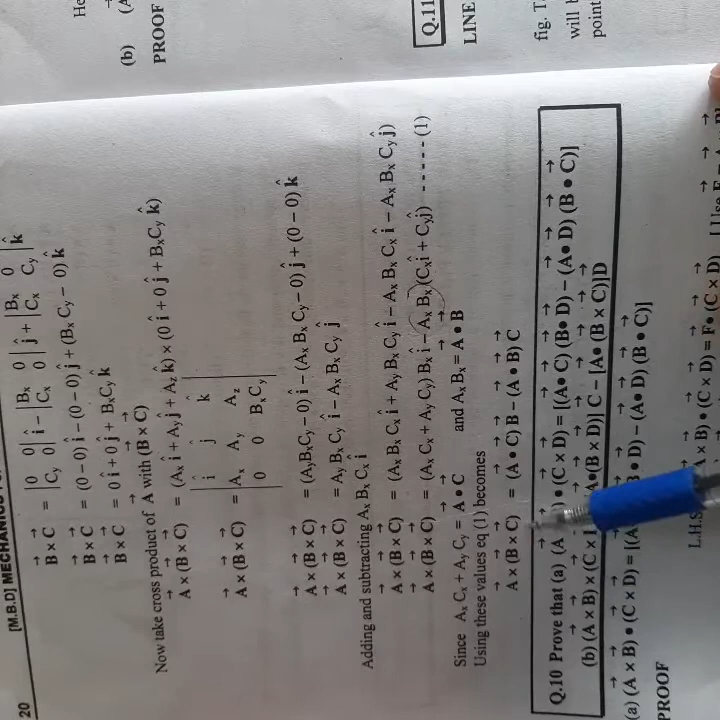 20 [M.B.D] MECHANICS
B⃗ × C⃗ = |0 0; C_y 0| î − |B_x 0; C_x 0| ĵ + |B_x 0; C_x C_y| k̂
B⃗ × C⃗ = (0 − 0) î − (0 − 0) ĵ + (B_x C_y − 0) k̂
B⃗ × C⃗ = 0 î + 0 ĵ + B_x C_y k̂
Now take cross product of A⃗ with (B⃗ × C⃗)
A⃗ × (B⃗ × C⃗) = (A_x î + A_y ĵ + A_z k̂) × (0 î + 0 ĵ + B_x C_y k̂)
A⃗ × (B⃗ × C⃗) = |î ĵ k̂; A_x A_y A_z; 0 0 B_x C_y|
A⃗ × (B⃗ × C⃗) = (A_y B_x C_y − 0) î − (A_x B_x C_y − 0) ĵ + (0 − 0) k̂
A⃗ × (B⃗ × C⃗) = A_y B_x C_y î − A_x B_x C_y ĵ
Adding and subtracting A_x B_x C_x î
A⃗ × (B⃗ × C⃗) = (A_x B_x C_x î + A_y B_x C_y î − A_x B_x C_x î − A_x B_x C_y ĵ)
A⃗ × (B⃗ × C⃗) = (A_x C_x + A_y C_y) B_x î − A_x B_x (C_x î + C_y ĵ) - - - - - (1)
Since A_x C_x + A_y C_y = A⃗ • C⃗ and A_x B_x = A⃗ • B⃗
Using these values eq (1) becomes
A⃗ × (B⃗ × C⃗) = (A⃗ • C⃗) B⃗ − (A⃗ • B⃗) C⃗
Q.10 Prove that (a) (A⃗ ) • (C⃗ × D⃗) = [(A⃗ • C⃗) (B⃗ • D⃗) − (A⃗ • D⃗) (B⃗ • C⃗)]
(b) (A⃗ × B⃗) × (C⃗ × A⃗ • (B⃗ × D⃗)] C⃗ − [A⃗ • (B⃗ × C⃗)] D⃗
(a) (A⃗ × B⃗) • (C⃗ × D⃗) = [(A • D⃗) − (A⃗ • D⃗) (B⃗ • C⃗)]
PROOF
L.H.S × B⃗) • (C⃗ × D⃗) = F⃗ • (C⃗ × D⃗)
(b)
PROOF
Q.11
LINE
fig. T
will
point